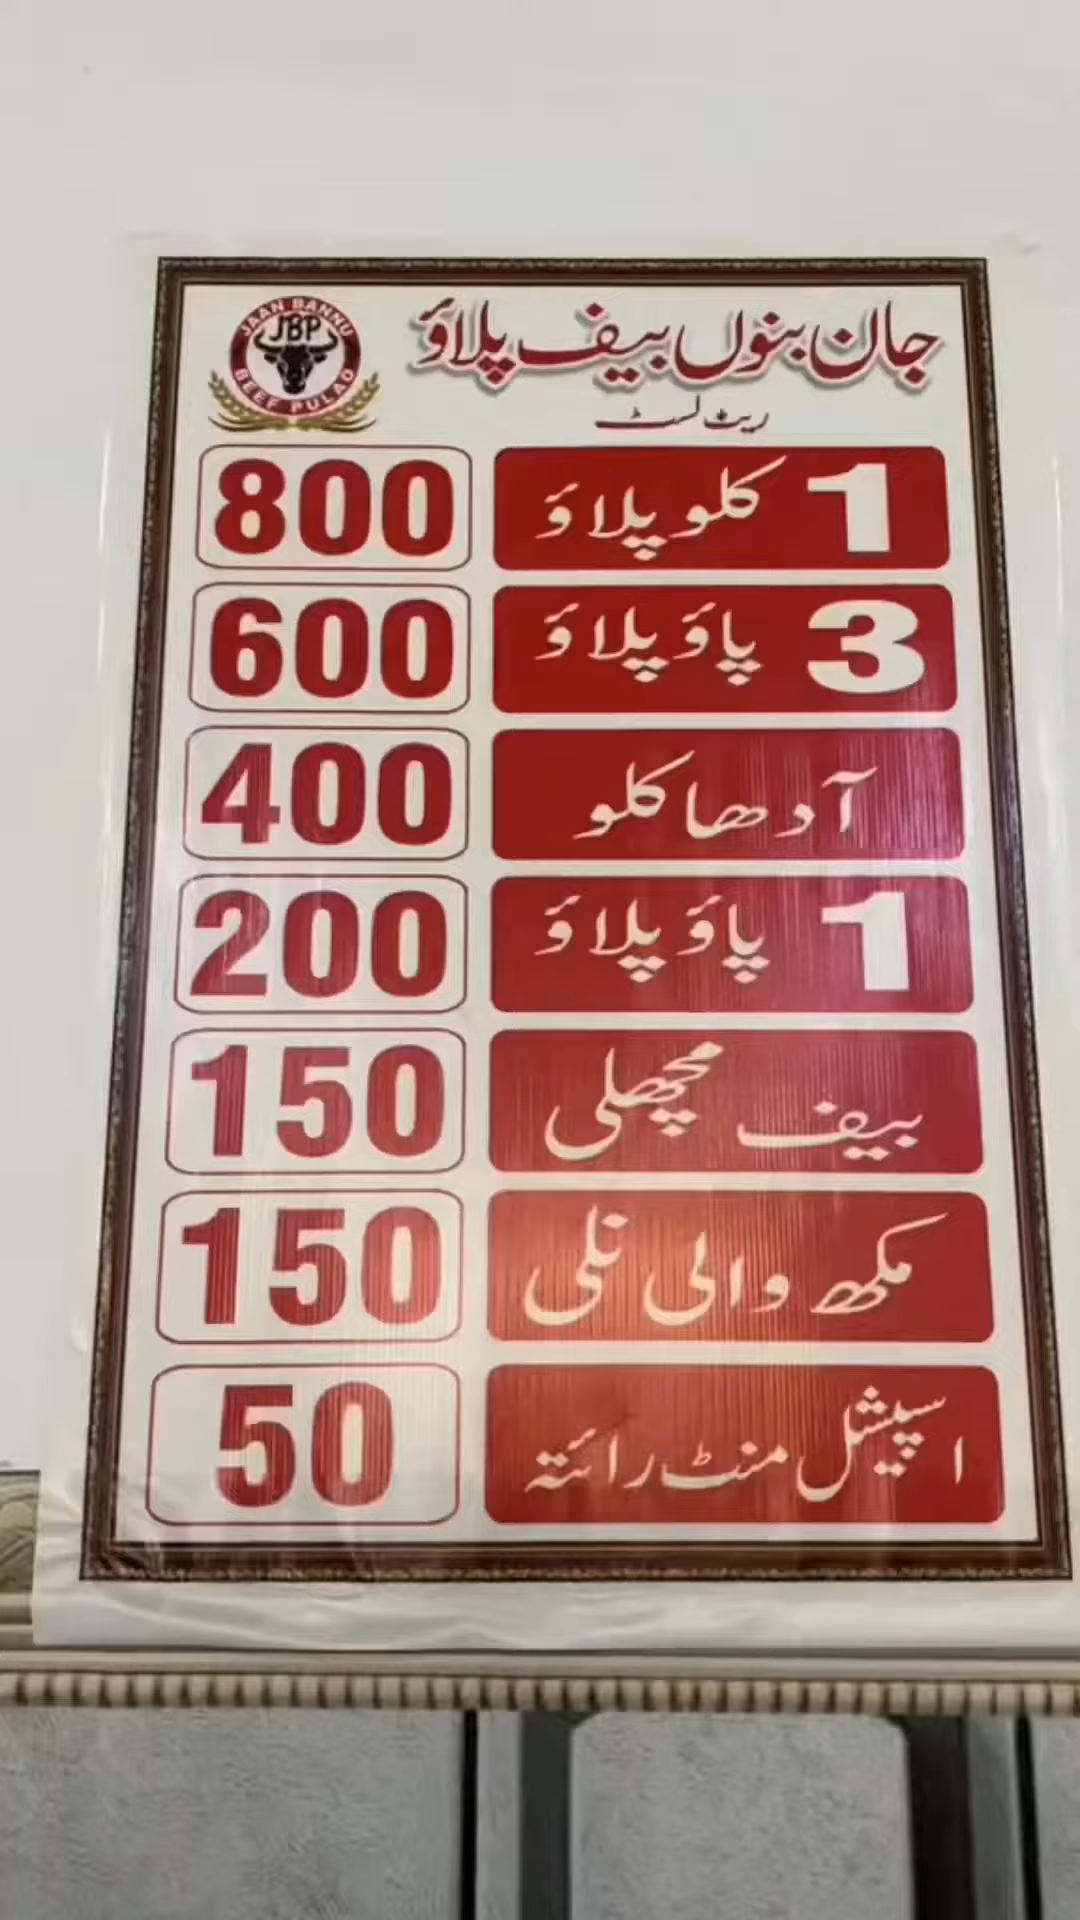 JAAN BANNU
JBP
BEEF PULAO
جان بنوں بیف پلاؤ
ریٹ لسٹ
1 کلو پلاؤ 800
3 پاؤ پلاؤ 600
آدھا کلو 400
1 پاؤ پلاؤ 200
بیف مچھلی 150
مکھ والی نلی 150
اسپیشل منٹ رائتہ 50